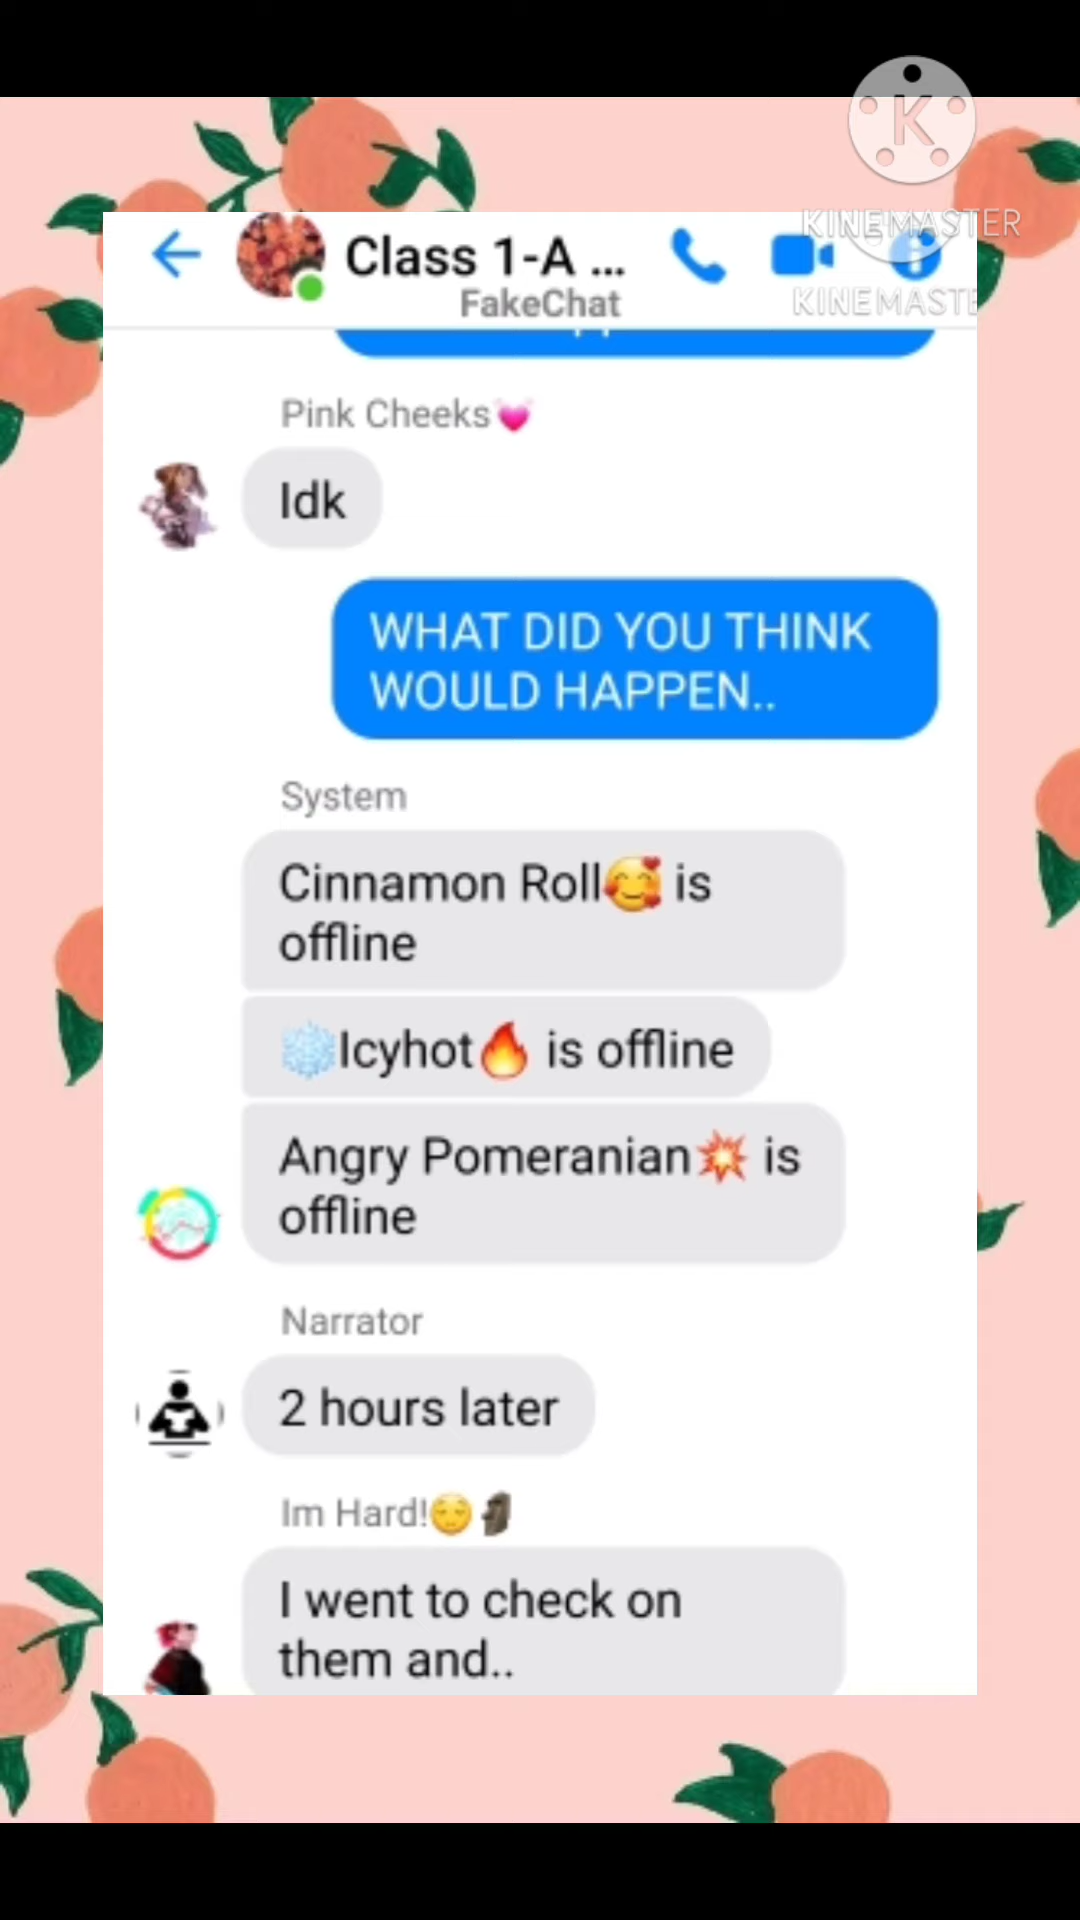 K
KINEMASTER
KINEMASTE
Class 1-A ...
FakeChat
Pink Cheeks💓
Idk
WHAT DID YOU THINK
WOULD HAPPEN..
System
Cinnamon Roll🥰 is
offline
❄️Icyhot🔥 is offline
Angry Pomeranian💥 is
offline
Narrator
2 hours later
Im Hard!😌🗿
I went to check on
them and..